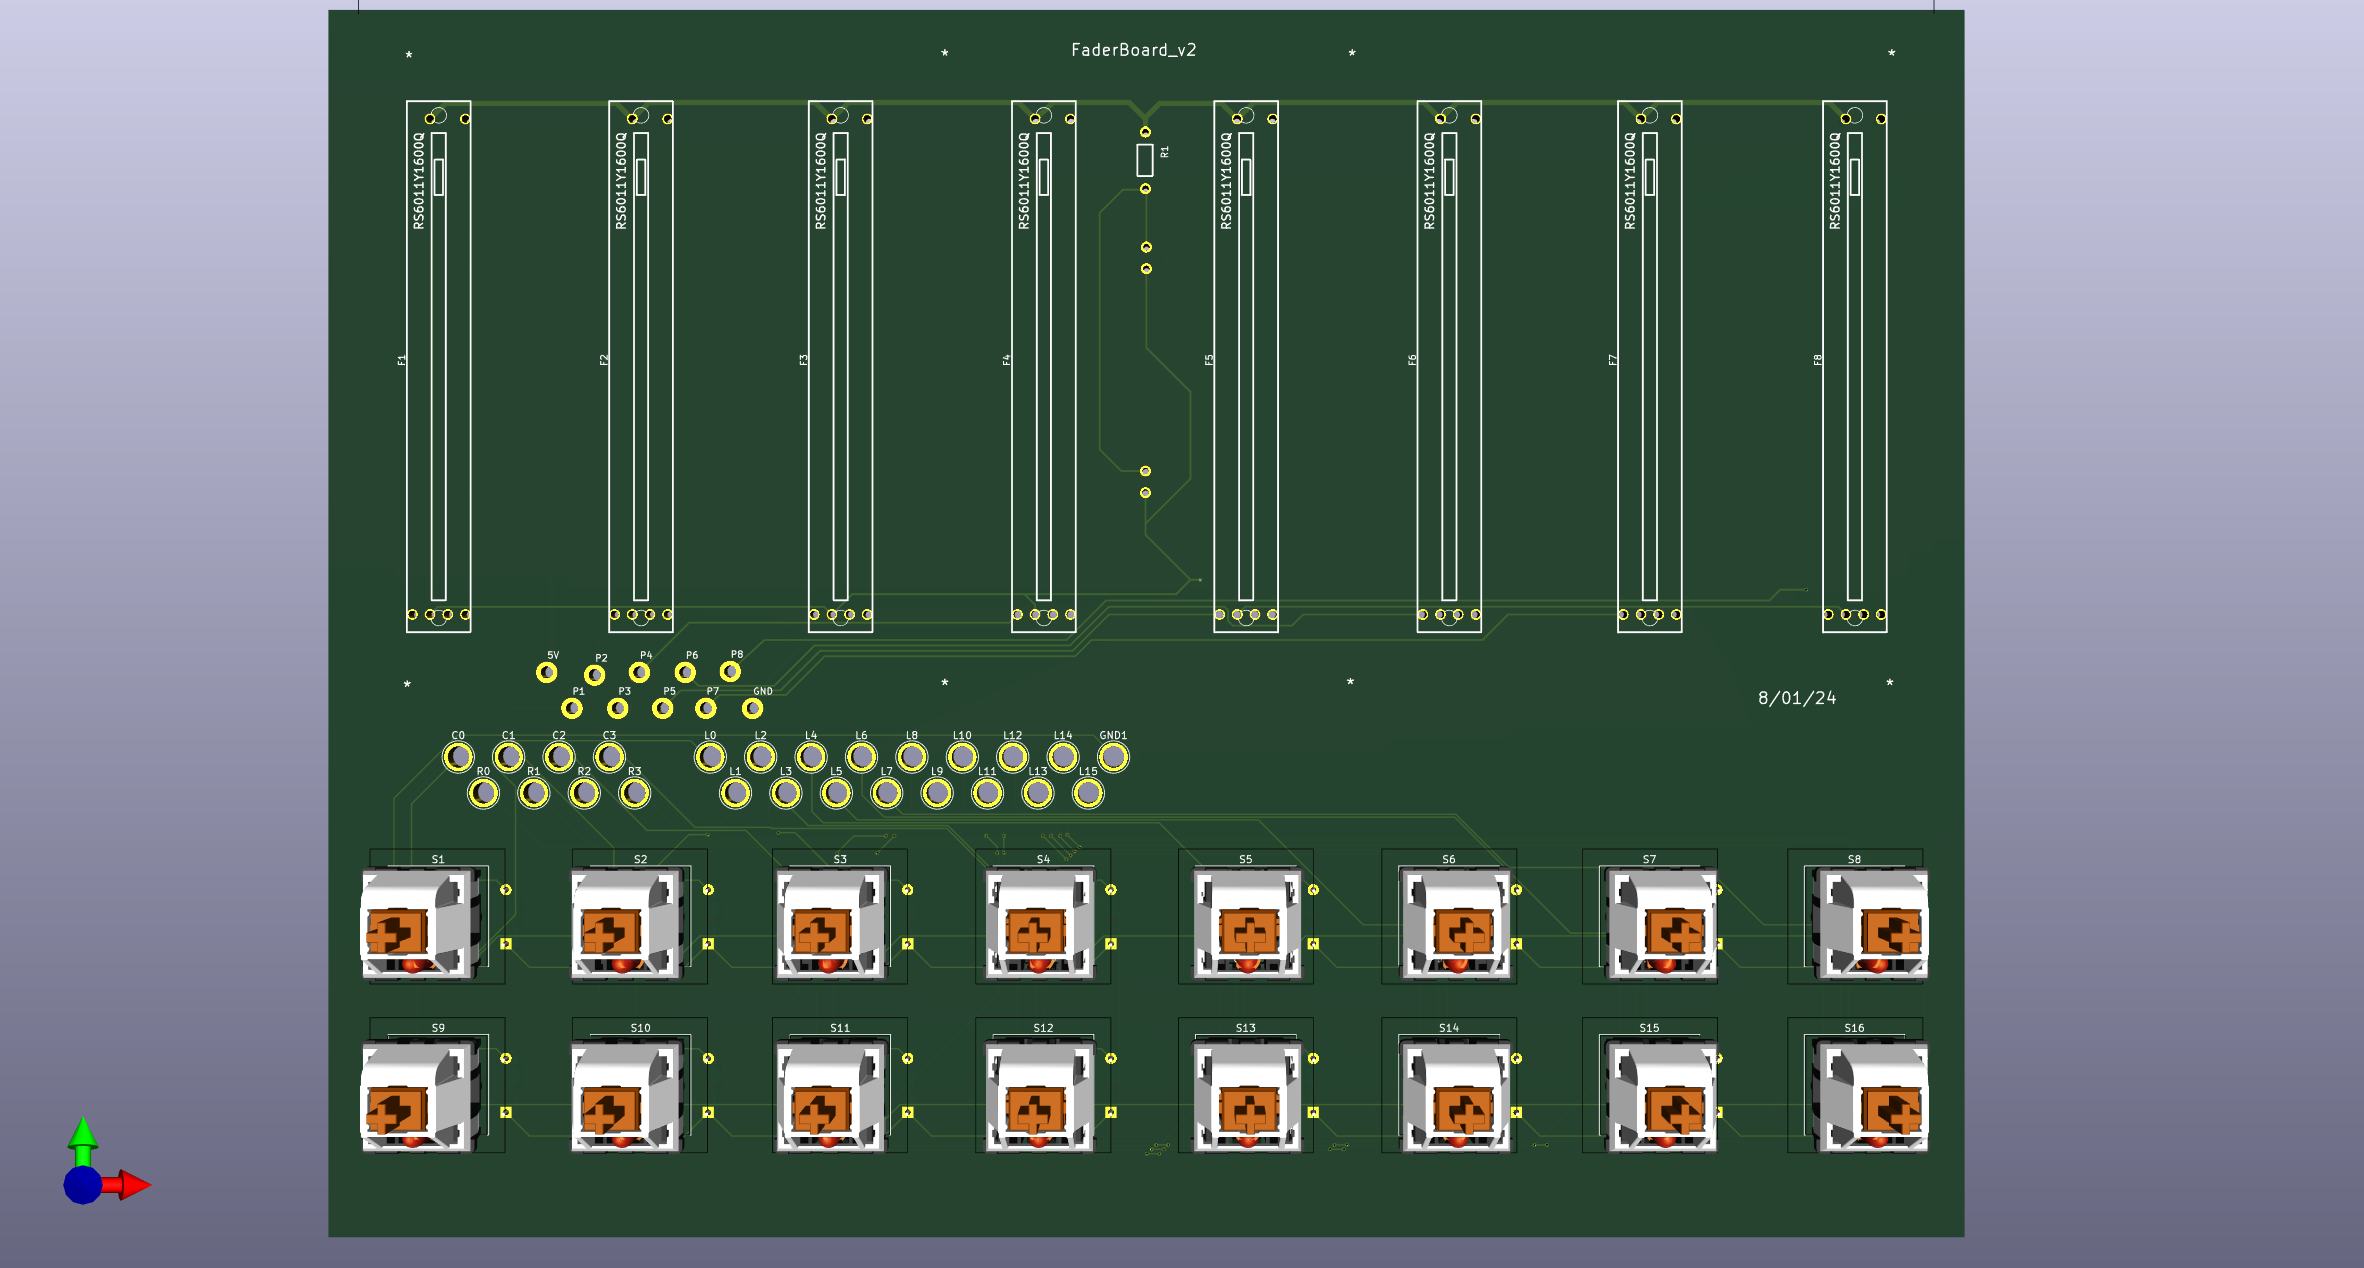 * * FaderBoard_v2 * *
RS6011Y1600Q RS6011Y1600Q RS6011Y1600Q RS6011Y1600Q R1 RS6011Y1600Q RS6011Y1600Q RS6011Y1600Q RS6011Y1600Q
F1 F2 F3 F4 F5 F6 F7 F8
5V P2 P4 P6 P8
* * * *
P1 P3 P5 P7 GND 8/01/24
C0 C1 C2 C3 L0 L2 L4 L6 L8 L10 L12 L14 GND1
R0 R1 R2 R3 L1 L3 L5 L7 L9 L11 L13 L15
S1 S2 S3 S4 S5 S6 S7 S8
S9 S10 S11 S12 S13 S14 S15 S16